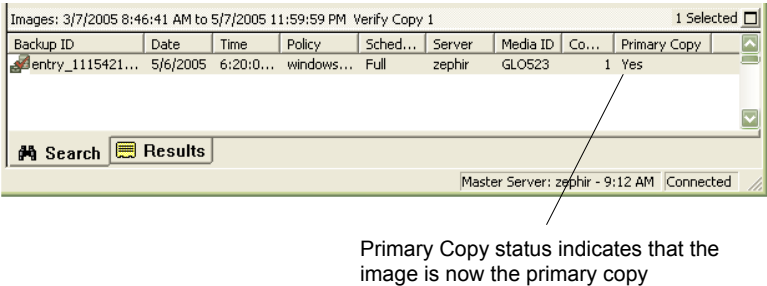 Images: 3/7/2005 8:46:41 AM to 5/7/2005 11:59:59 PM Verify Copy 1 1 Selected
Backup ID Date Time Policy Sched... Server Media ID Co... Primary Copy
entry_1115421... 5/6/2005 6:20:0... windows... Full zephir GLO523 1 Yes
Search Results
Master Server: zephir - 9:12 AM Connected
Primary Copy status indicates that the
image is now the primary copy